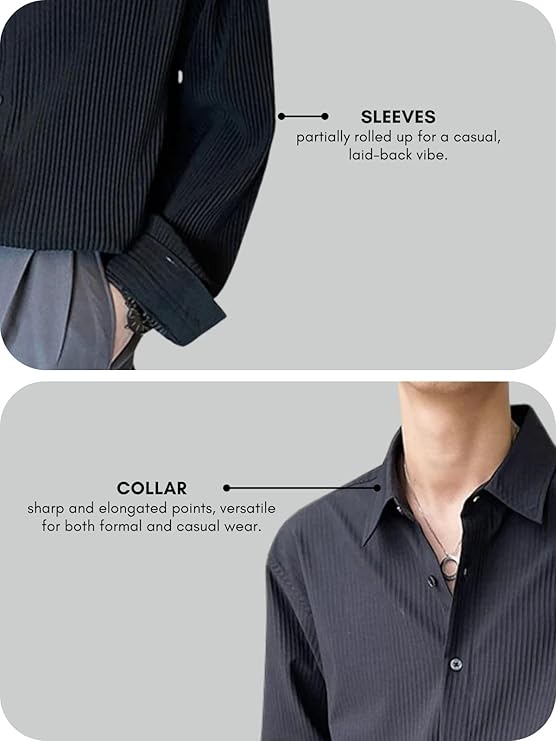 SLEEVES
partially rolled up for a casual,
laid-back vibe.
COLLAR
sharp and elongated points, versatile
for both formal and casual wear.